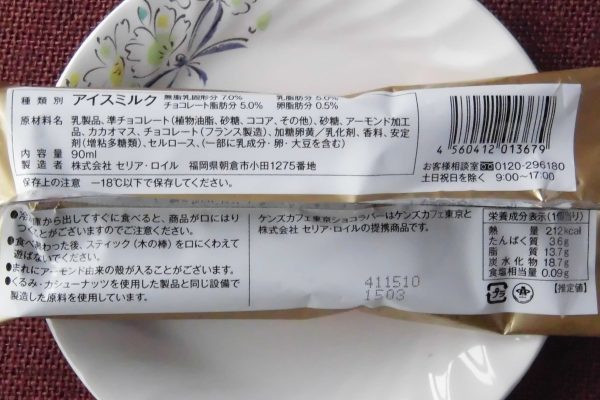 種類別 アイスミルク 無脂乳固形分 7.0% 乳脂肪分 5.0%
チョコレート脂肪分 5.0% 卵脂肪分 0.5%
原材料名 乳製品、準チョコレート(植物油脂、砂糖、ココア、その他)、砂糖、アーモンド加工
品、カカオマス、チョコレート(フランス製造)、加糖卵黄/乳化剤、香料、安定
剤(増粘多糖類)、セルロース、(一部に乳成分・卵・大豆を含む)
内容量 90ml
製造者 株式会社 セリア・ロイル 福岡県朝倉市小田1275番地
保存上の注意 −18℃以下で保存してください。
4 560412 013679
お客様相談室 0120-296180
土日祝日を除く 9:00〜17:00
●冷凍庫から出してすぐに食べると、商品が口にはり
つくことがございますのでご注意ください。
●食べ終わった後、スティック(木の棒)を口にくわえて
遊ばないでください。
●まれにアーモンド由来の殻が入ることがございます。
●くるみ・カシューナッツを使用した製品と同じ設備で
製造した原料を使用しています。
ケンズカフェ東京ショコラバーはケンズカフェ東京と
株式会社 セリア・ロイルの提携商品です。
411510
1503
栄養成分表示(1個当り)
熱量 212kcal
たんぱく質 3.6g
脂質 13.7g
炭水化物 18.7g
食塩相当量 0.09g
プラ
【推定値】